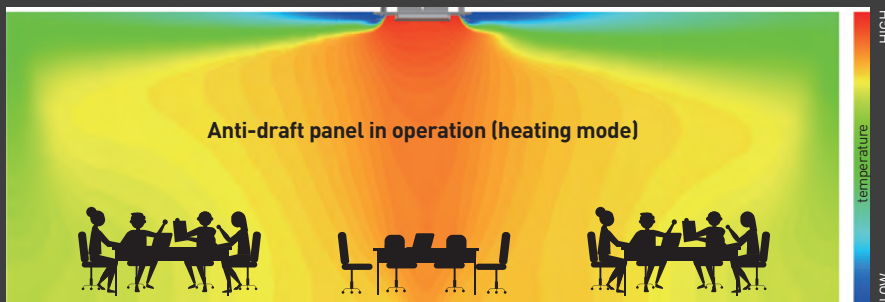 Anti-draft panel in operation (heating mode)
HIGH
temperature
LOW